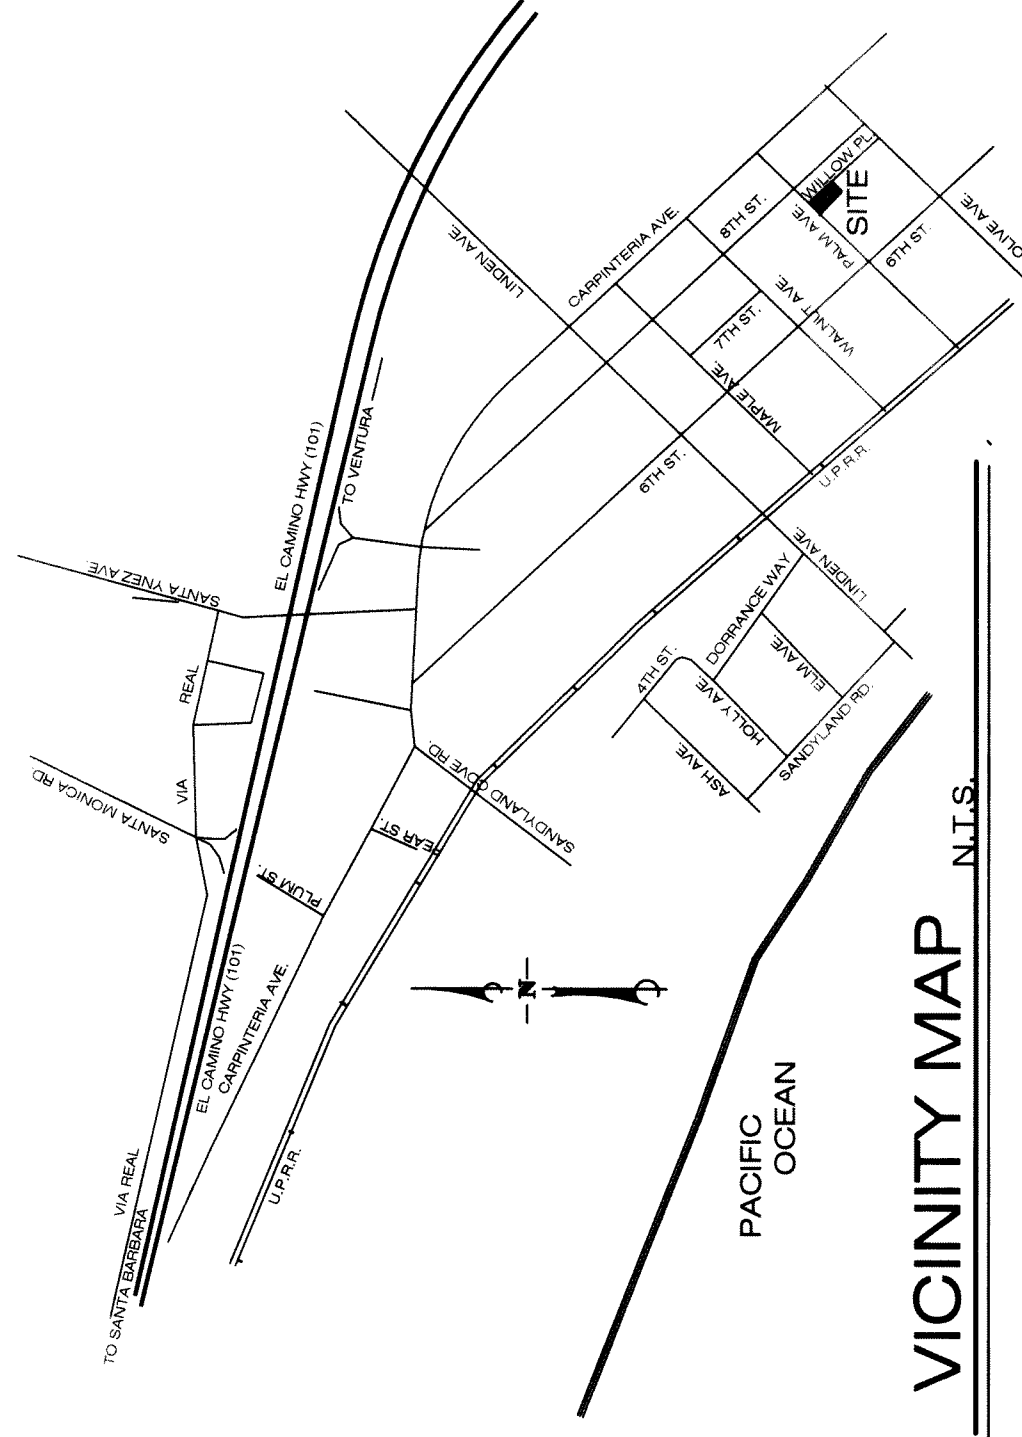 TO SANTA BARBARA
VIA REAL
EL CAMINO HWY (101)
CARPINTERIA AVE.
U.P.R.R.
SANTA MONICA RD.
VIA
REAL
SANTA YNEZ AVE.
PLUM ST.
PEAR ST.
SANDYLAND COVE RD.
EL CAMINO HWY (101)
TO VENTURA
LINDEN AVE.
CARPINTERIA AVE.
8TH ST.
7TH ST.
6TH ST.
6TH ST.
MAPLE AVE.
WALNUT AVE.
PALM AVE.
WILLOW PL.
SITE
OLIVE AVE.
U.P.R.R.
LINDEN AVE.
DORRANCE WAY
ELM AVE.
4TH ST.
HOLLY AVE.
ASH AVE.
SANDYLAND RD.
N
PACIFIC
OCEAN
VICINITY MAP
N.T.S.